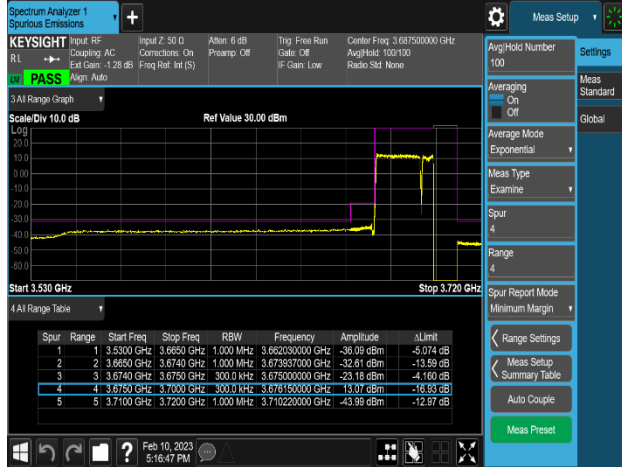 Spectrum Analyzer 1
Spurious Emissions
Meas Setup
KEYSIGHT
RL
LXI
PASS
Input: RF
Coupling: AC
Ext Gain: -1.28 dB
Align: Auto
Input Z: 50 Ω
Corrections: On
Freq Ref: Int (S)
Atten: 6 dB
Preamp: Off
Trig: Free Run
Gate: Off
IF Gain: Low
Center Freq: 3.687500000 GHz
Avg|Hold: 100/100
Radio Std: None
3 All Range Graph
Scale/Div 10.0 dB
Ref Value 30.00 dBm
Log
20.0
10.0
0.00
-10.0
-20.0
-30.0
-40.0
-50.0
-60.0
Start 3.530 GHz
Stop 3.720 GHz
4 All Range Table
Spur Range Start Freq Stop Freq RBW Frequency Amplitude ΔLimit
1 1 3.5300 GHz 3.6650 GHz 1.000 MHz 3.662030000 GHz -36.09 dBm -5.074 dB
2 2 3.6650 GHz 3.6740 GHz 1.000 MHz 3.673937000 GHz -32.61 dBm -13.59 dB
3 3 3.6740 GHz 3.6750 GHz 300.0 kHz 3.675000000 GHz -23.18 dBm -4.160 dB
4 4 3.6750 GHz 3.7000 GHz 300.0 kHz 3.676150000 GHz 13.07 dBm -16.93 dB
5 5 3.7100 GHz 3.7200 GHz 1.000 MHz 3.710220000 GHz -43.99 dBm -12.97 dB
Feb 10, 2023
5:16:47 PM
Avg|Hold Number
100
Averaging
On
Off
Average Mode
Exponential
Meas Type
Examine
Spur
4
Range
4
Spur Report Mode
Minimum Margin
Range Settings
Meas Setup
Summary Table
Auto Couple
Meas Preset
Settings
Meas
Standard
Global